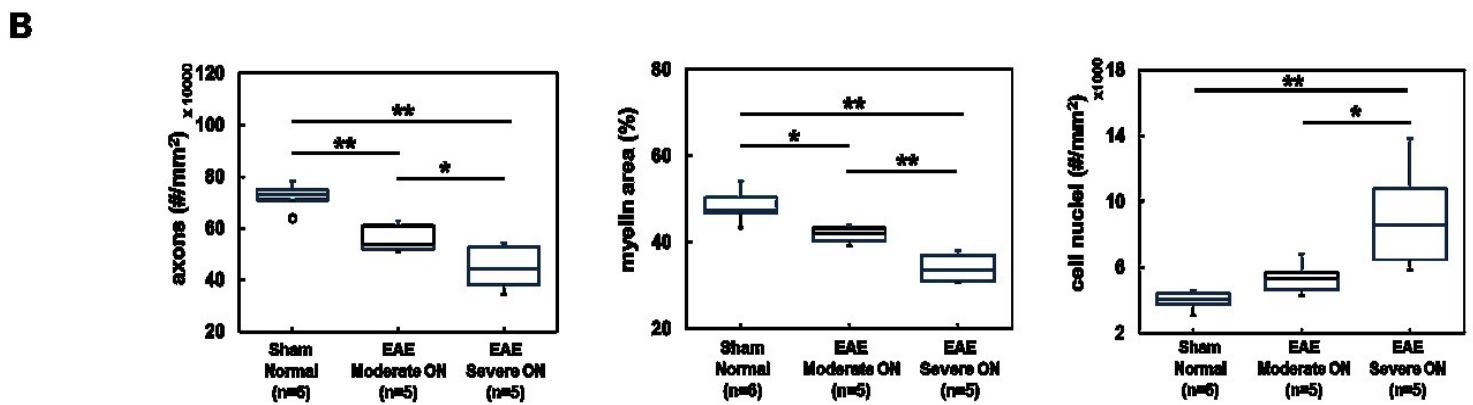 B
axons (#/mm²)
x 10000
120
100
80
60
40
20
**
**
*
Sham
Normal
(n=6)
EAE
Moderate ON
(n=5)
EAE
Severe ON
(n=5)
myelin area (%)
80
60
40
20
**
*
**
Sham
Normal
(n=6)
EAE
Moderate ON
(n=5)
EAE
Severe ON
(n=5)
cell nuclei (#/mm²)
x1000
18
14
10
6
2
**
*
Sham
Normal
(n=6)
EAE
Moderate ON
(n=5)
EAE
Severe ON
(n=5)